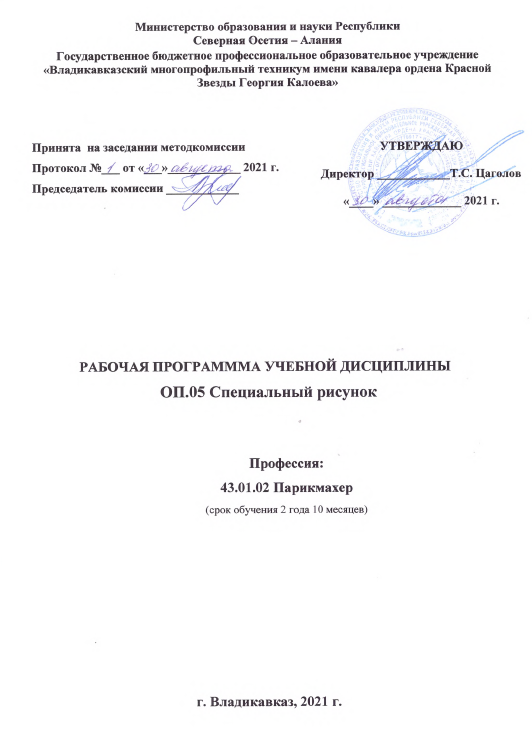 Министерство образования и науки Республики
Северная Осетия – Алания
Государственное бюджетное профессиональное образовательное учреждение
«Владикавказский многопрофильный техникум имени кавалера ордена Красной
Звезды Георгия Калоева»
Принята на заседании методкомиссии
Протокол № 1 от «30» августа 2021 г.
Председатель комиссии
УТВЕРЖДАЮ
Директор Т.С. Цаголов
«30» августа 2021 г.
РАБОЧАЯ ПРОГРАМММА УЧЕБНОЙ ДИСЦИПЛИНЫ
ОП.05 Специальный рисунок
Профессия:
43.01.02 Парикмахер
(срок обучения 2 года 10 месяцев)
г. Владикавказ, 2021 г.